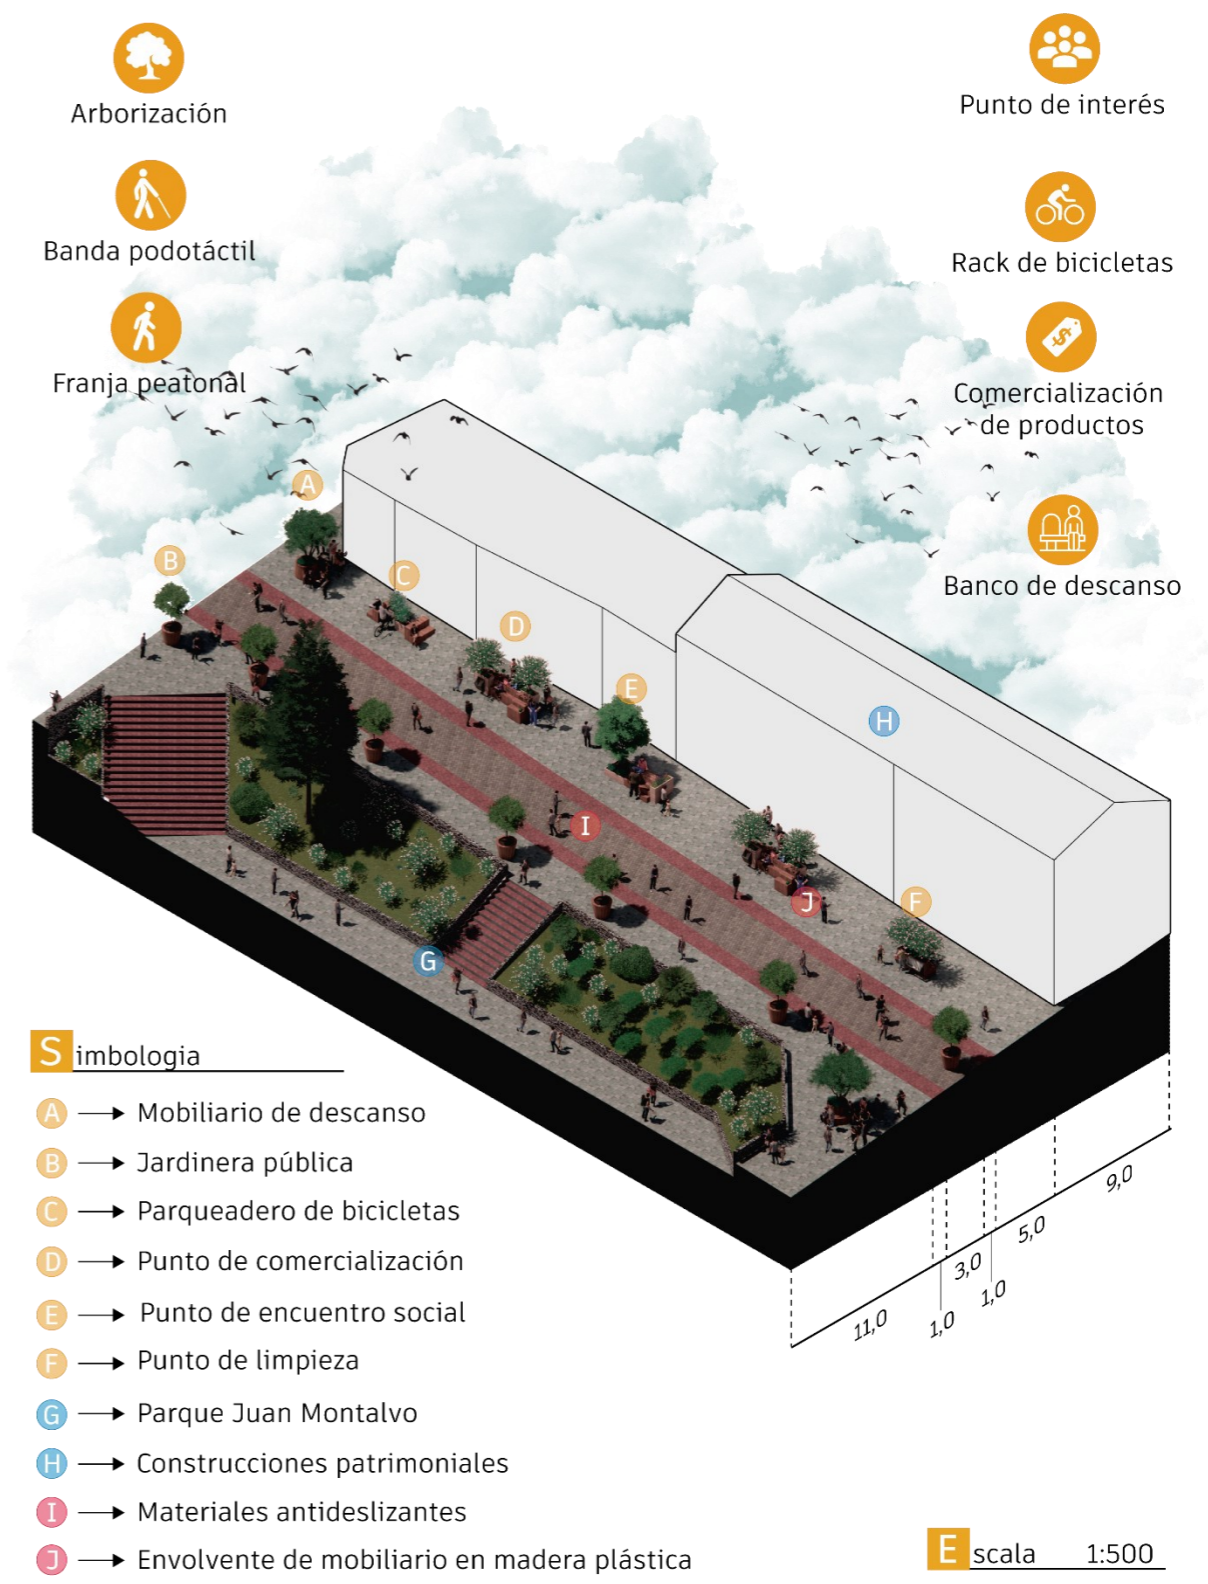 Arborización
Banda podotáctil
Franja peatonal
Punto de interés
Rack de bicicletas
Comercialización
de productos
Banco de descanso
A
B
C
D
E
H
I
J
F
G
Simbologia
A Mobiliario de descanso
B Jardinera pública
C Parqueadero de bicicletas
D Punto de comercialización
E Punto de encuentro social
F Punto de limpieza
G Parque Juan Montalvo
H Construcciones patrimoniales
I Materiales antideslizantes
J Envolvente de mobiliario en madera plástica
11,0
1,0
3,0
1,0
5,0
9,0
Escala 1:500